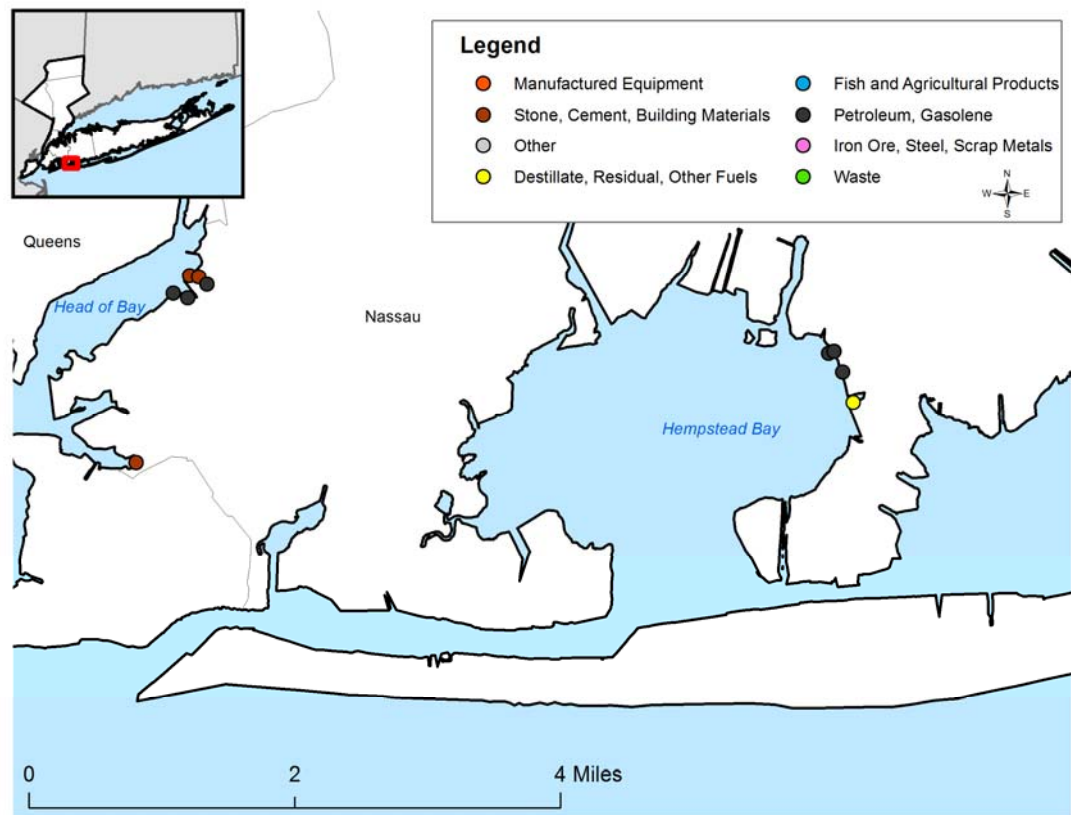 Legend
Manufactured Equipment
Stone, Cement, Building Materials
Other
Destillate, Residual, Other Fuels
Fish and Agricultural Products
Petroleum, Gasolene
Iron Ore, Steel, Scrap Metals
Waste
N
W E
S
Queens
Head of Bay
Nassau
Hempstead Bay
0 2 4 Miles